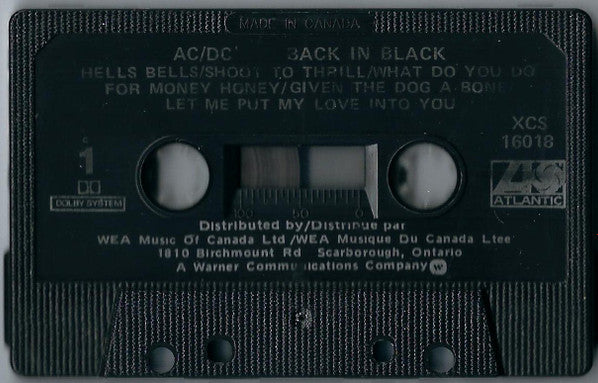 MADE IN CANADA
AC/DC BACK IN BLACK
HELLS BELLS/SHOOT TO THRILL/WHAT DO YOU DO
FOR MONEY HONEY/GIVEN THE DOG A BONE/
LET ME PUT MY LOVE INTO YOU
XCS
16018
1
DOLBY SYSTEM
ATLANTIC
100 50 0
Distributed by/Distribue par
WEA Music Of Canada Ltd /WEA Musique Du Canada Ltee
1810 Birchmount Rd Scarborough, Ontario
A Warner Communications Company